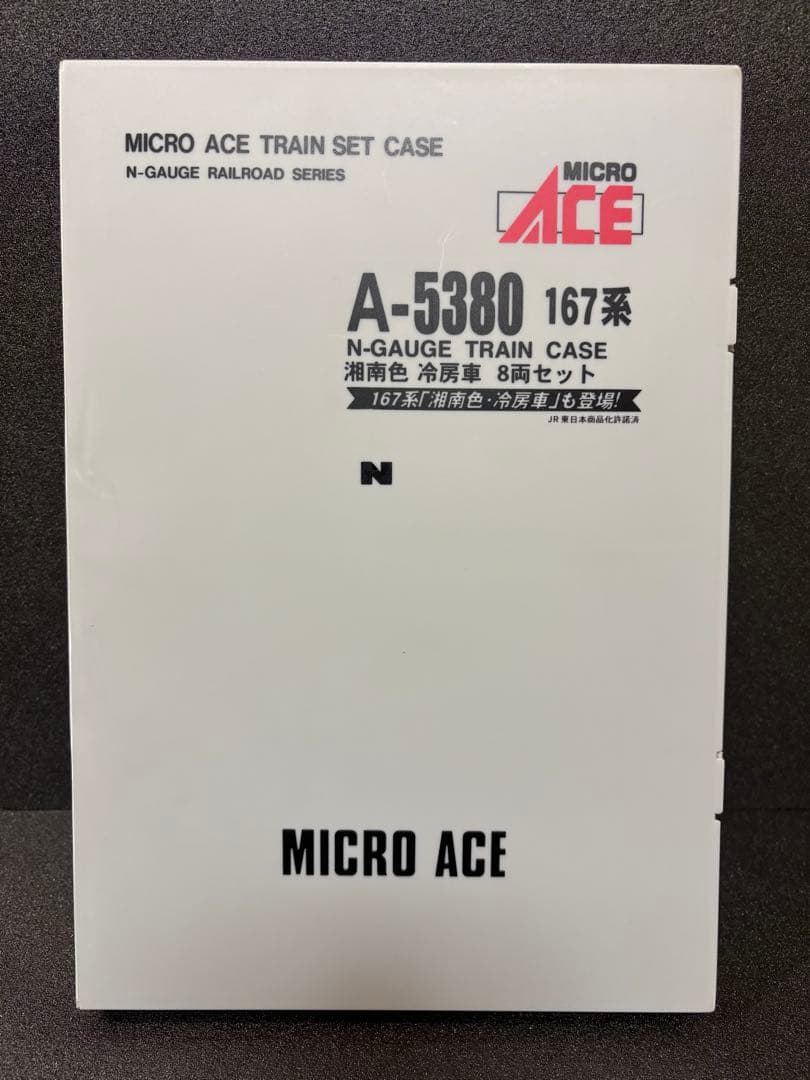 MICRO ACE TRAIN SET CASE
N-GAUGE RAILROAD SERIES
MICRO
ACE
A-5380 167系
N-GAUGE TRAIN CASE
湘南色 冷房車 8両セット
167系「湘南色・冷房車」も登場!
JR東日本商品化許諾済
N
MICRO ACE